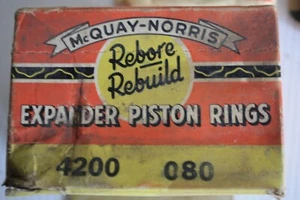 McQUAY-NORRIS
Rebore
Rebuild
EXPANDER PISTON RINGS
4200 080